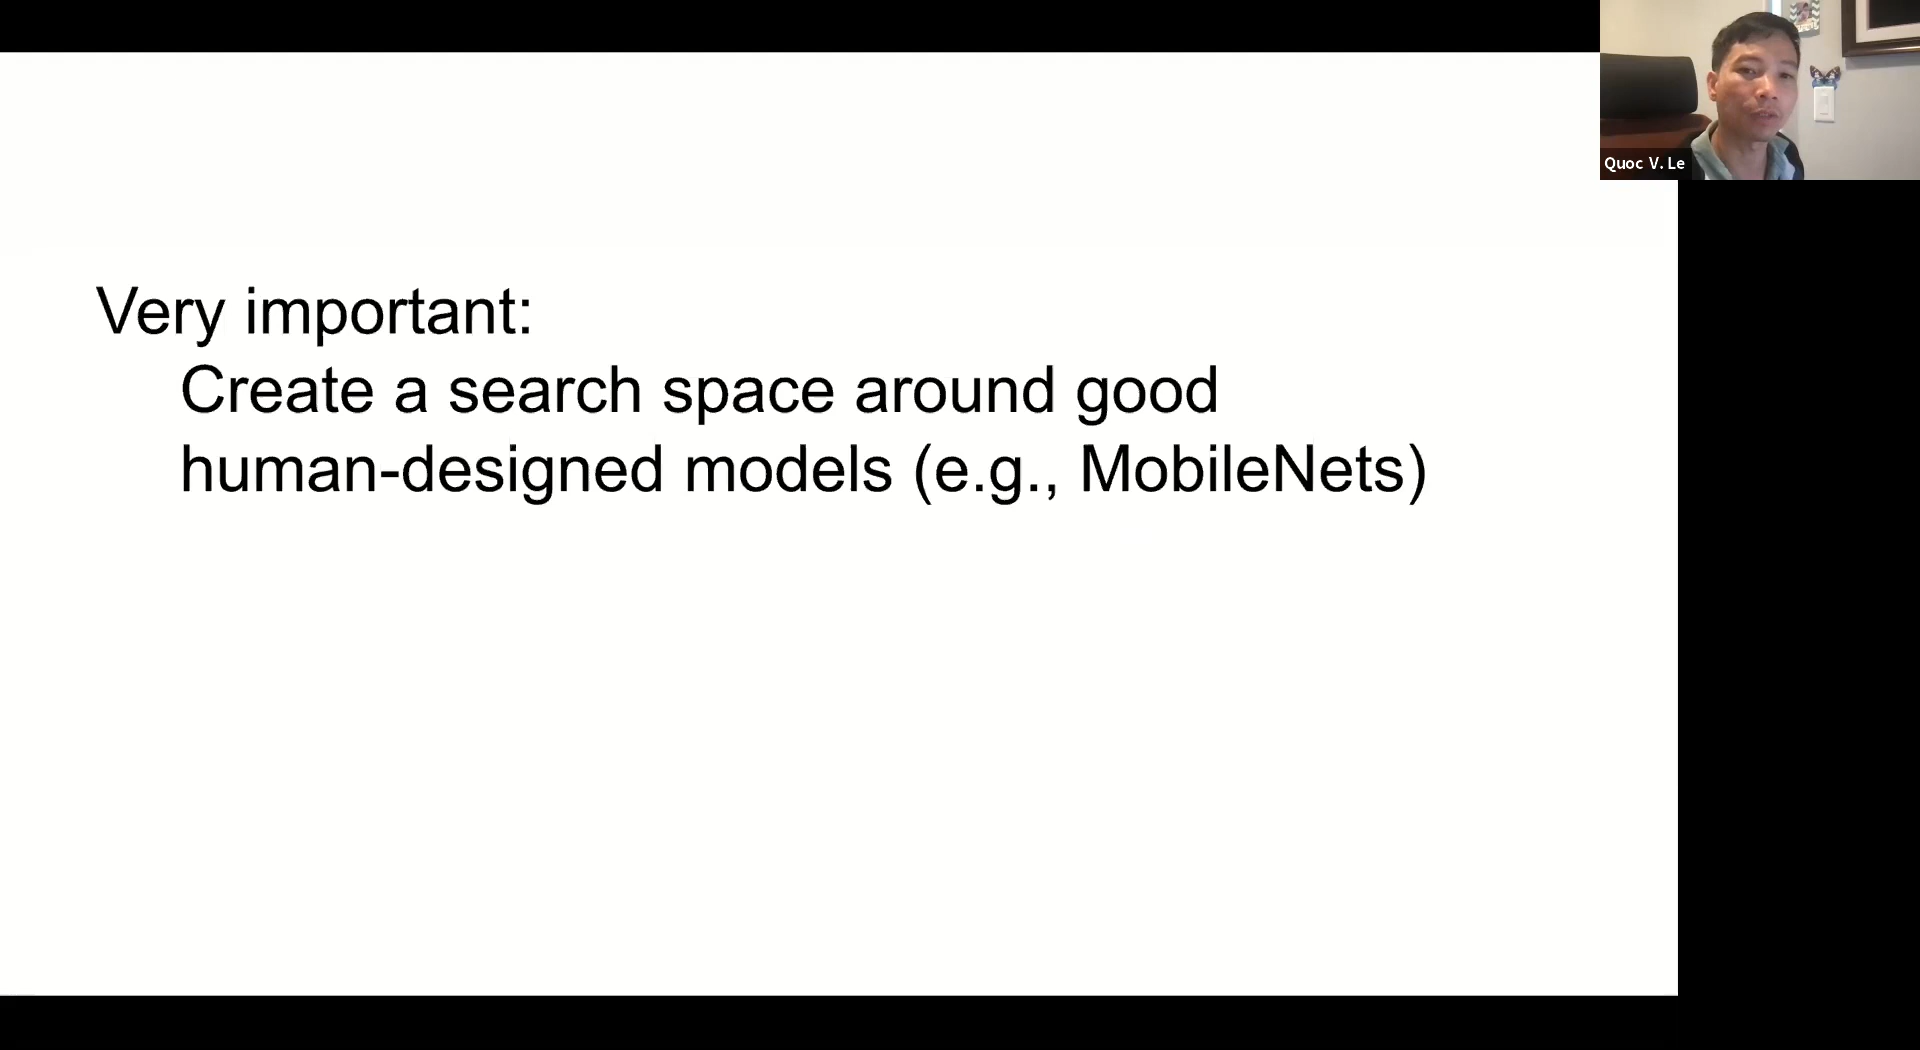 Very important:
Create a search space around good
human-designed models (e.g., MobileNets)
Quoc V. Le